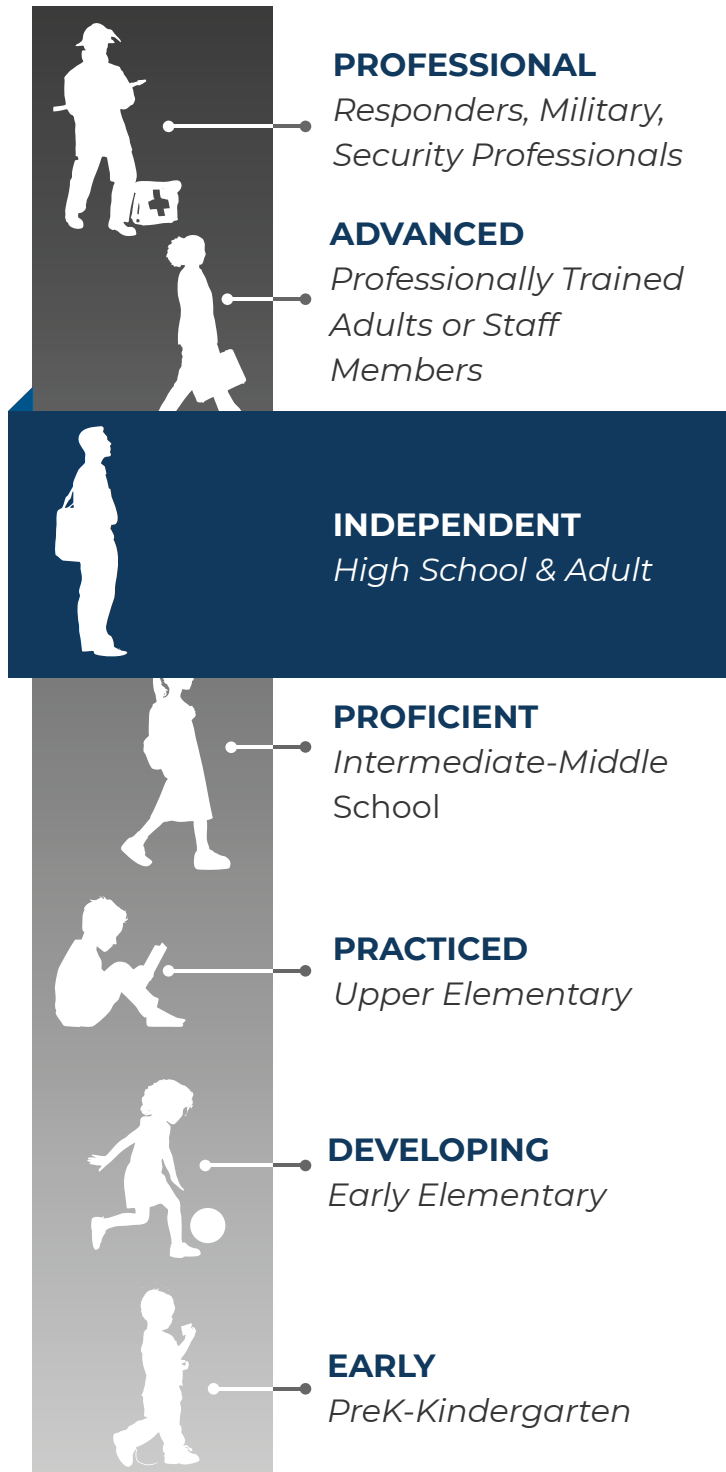 PROFESSIONAL
Responders, Military,
Security Professionals
ADVANCED
Professionally Trained
Adults or Staff
Members
INDEPENDENT
High School & Adult
PROFICIENT
Intermediate-Middle
School
PRACTICED
Upper Elementary
DEVELOPING
Early Elementary
EARLY
PreK-Kindergarten